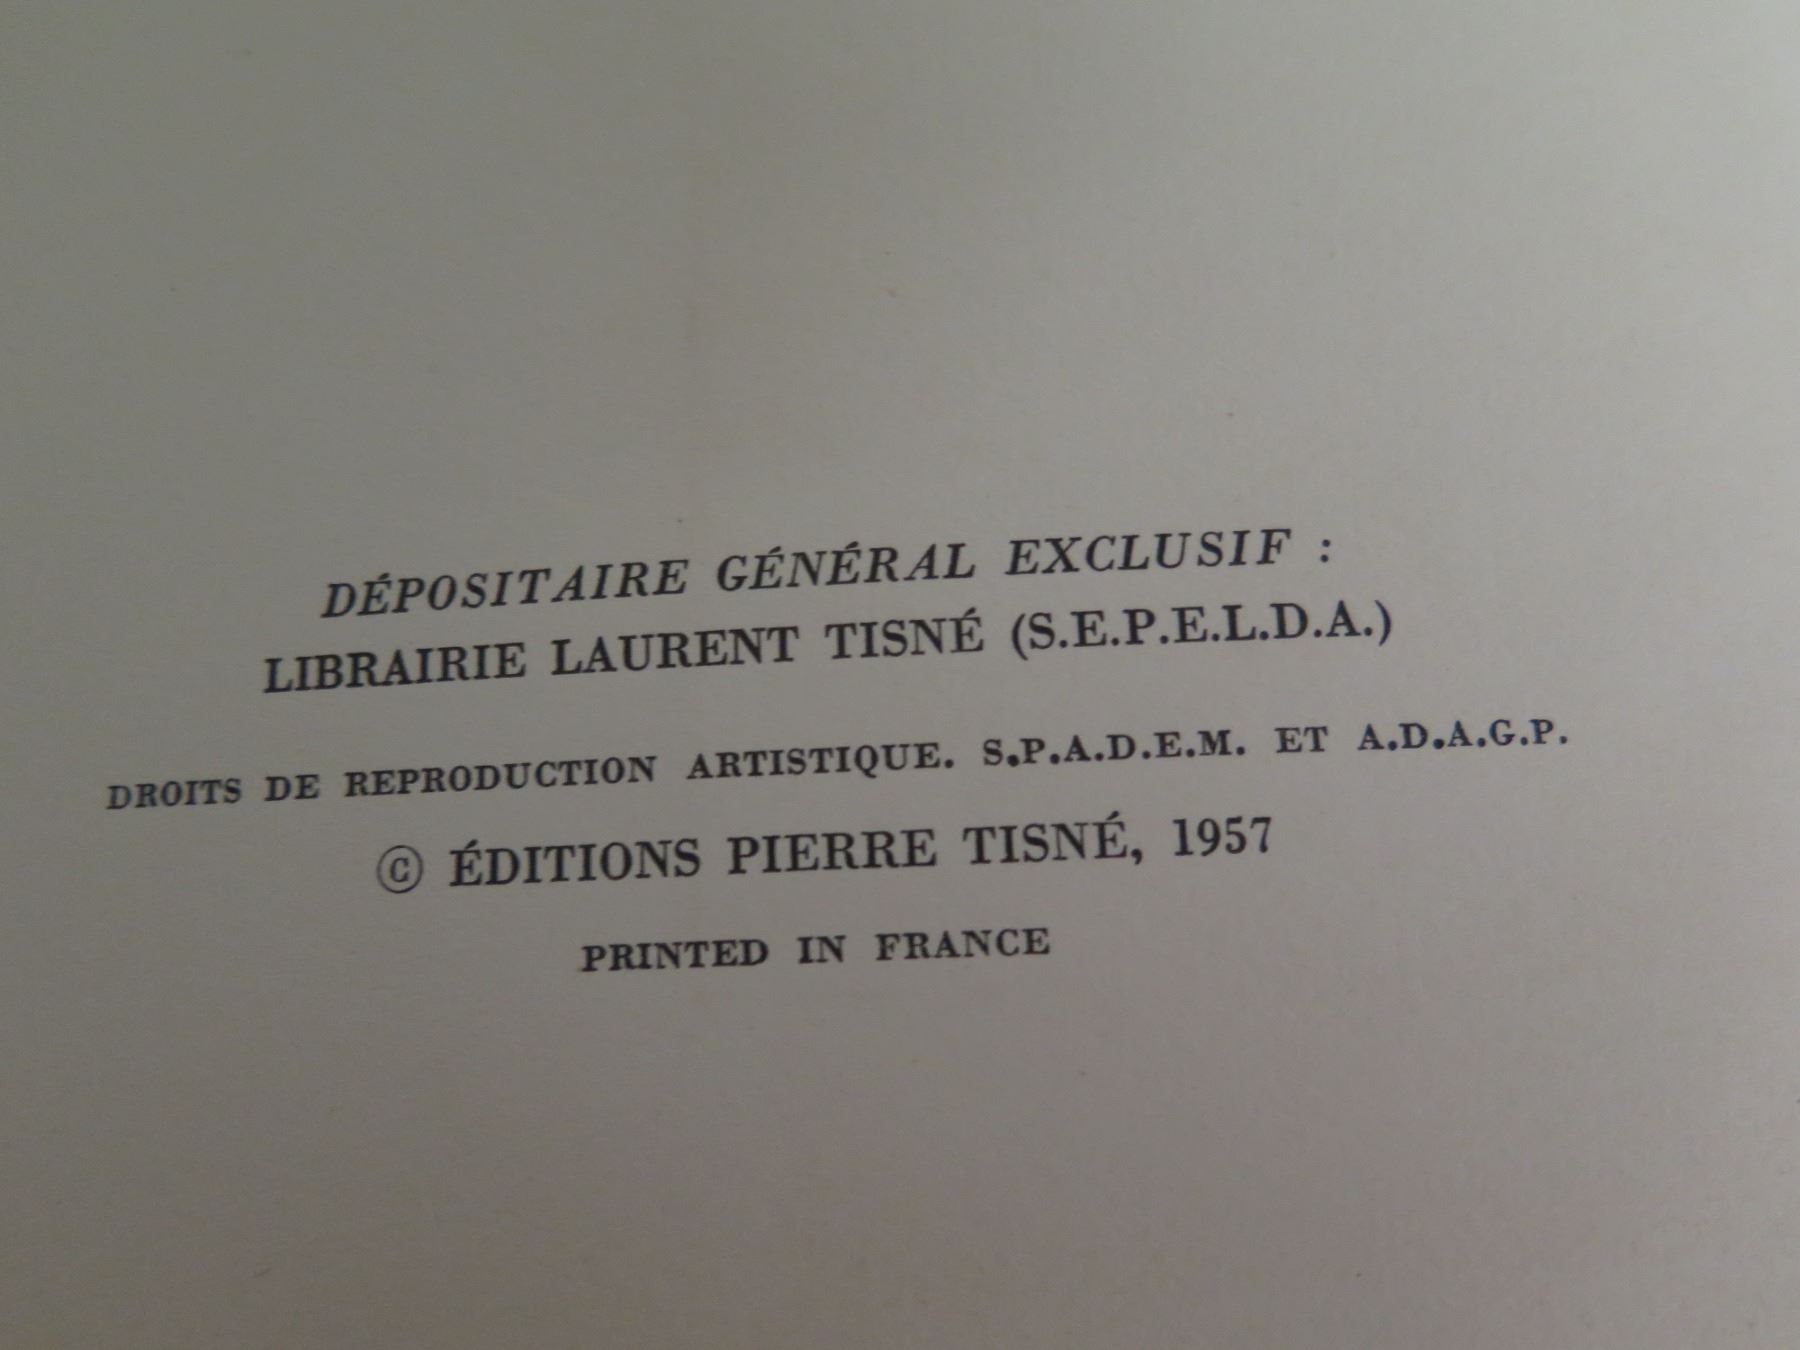 DÉPOSITAIRE GÉNÉRAL EXCLUSIF :
LIBRAIRIE LAURENT TISNÉ (S.E.P.E.L.D.A.)
DROITS DE REPRODUCTION ARTISTIQUE. S.P.A.D.E.M. ET A.D.A.G.P.
© ÉDITIONS PIERRE TISNÉ, 1957
PRINTED IN FRANCE